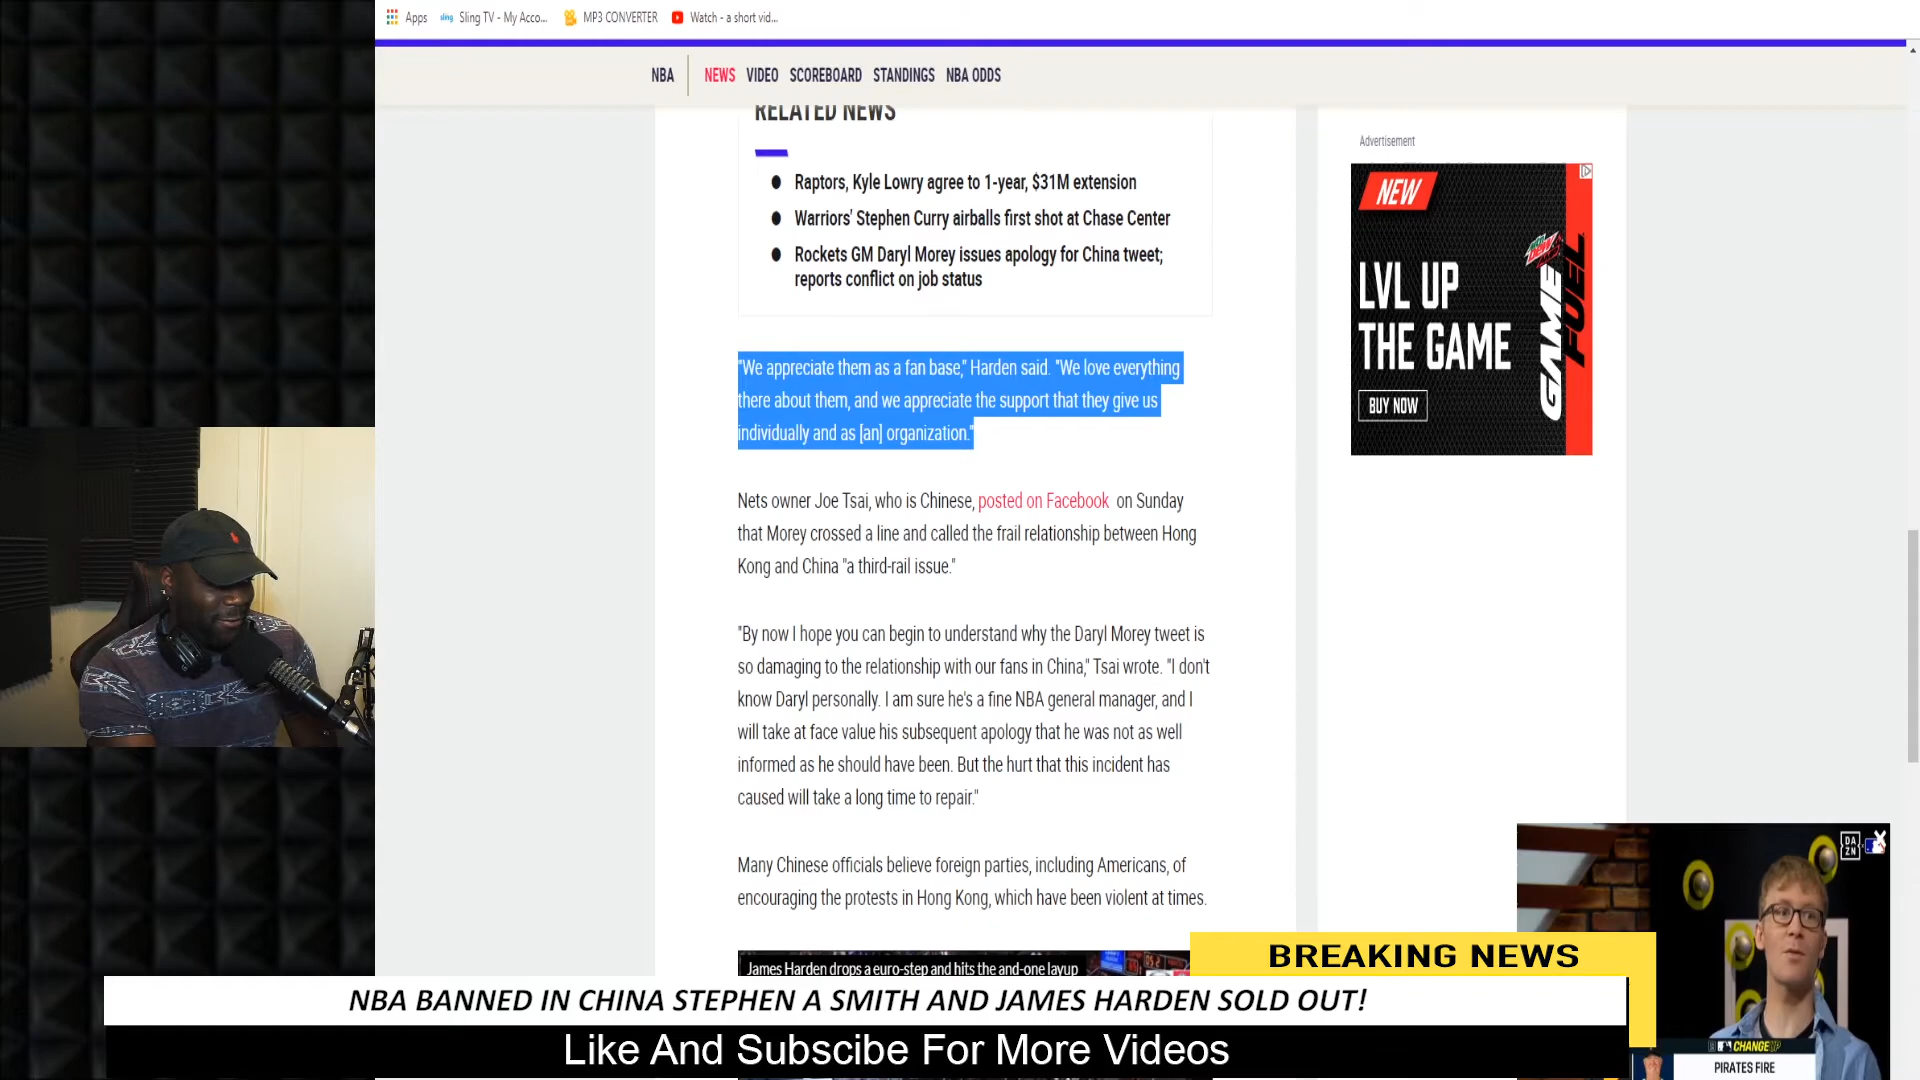 Apps
sling
Sling TV - My Acco...
MP3 CONVERTER
Watch - a short vid...
NBA
NEWS
VIDEO
SCOREBOARD
STANDINGS
NBA ODDS
RELATED NEWS
Raptors, Kyle Lowry agree to 1-year, $31M extension
Warriors' Stephen Curry airballs first shot at Chase Center
Rockets GM Daryl Morey issues apology for China tweet;
reports conflict on job status
"We appreciate them as a fan base," Harden said. "We love everything
there about them, and we appreciate the support that they give us
individually and as [an] organization."
Nets owner Joe Tsai, who is Chinese, posted on Facebook on Sunday
that Morey crossed a line and called the frail relationship between Hong
Kong and China "a third-rail issue."
"By now I hope you can begin to understand why the Daryl Morey tweet is
so damaging to the relationship with our fans in China," Tsai wrote. "I don't
know Daryl personally. I am sure he's a fine NBA general manager, and I
will take at face value his subsequent apology that he was not as well
informed as he should have been. But the hurt that this incident has
caused will take a long time to repair."
Many Chinese officials believe foreign parties, including Americans, of
encouraging the protests in Hong Kong, which have been violent at times.
James Harden drops a euro-step and hits the and-one layup
Advertisement
NEW
LVL UP
THE GAME
BUY NOW
GAME
FUEL
DA
ZN
CHANGEUP
PIRATES FIRE
BREAKING NEWS
NBA BANNED IN CHINA STEPHEN A SMITH AND JAMES HARDEN SOLD OUT!
Like And Subscibe For More Videos